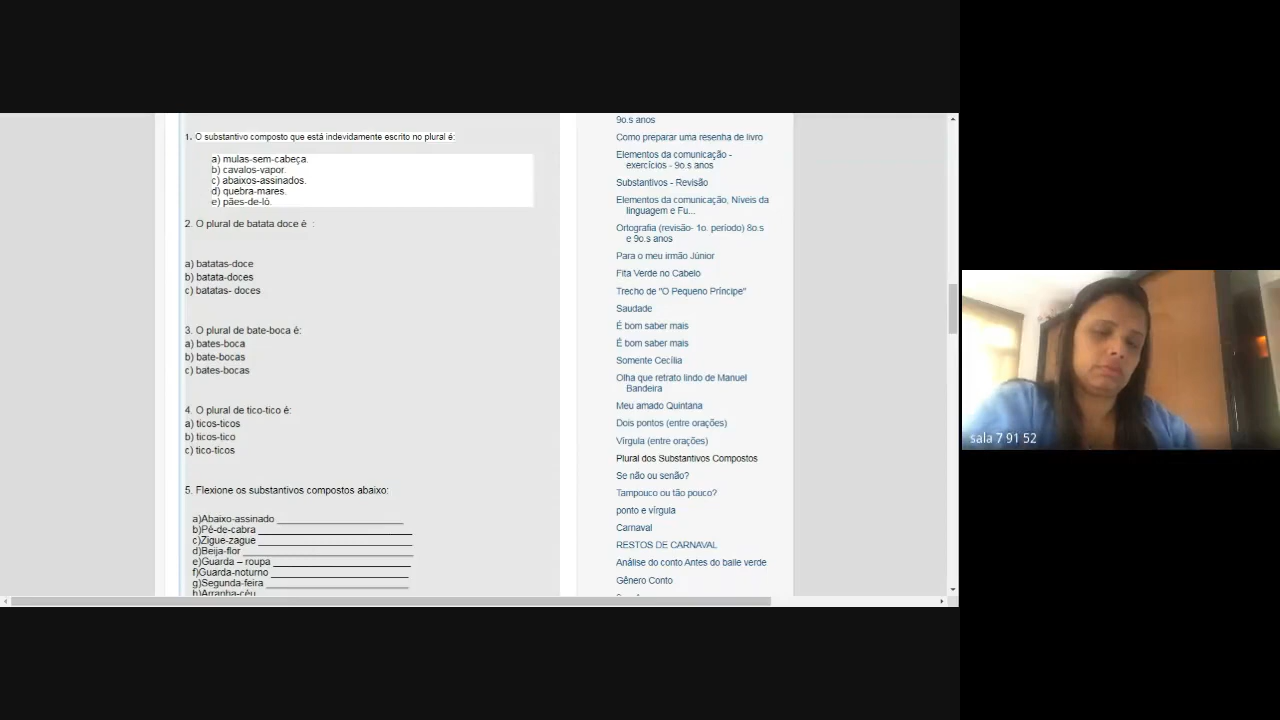 1. O substantivo composto que está indevidamente escrito no plural é:
a) mulas-sem-cabeça.
b) cavalos-vapor.
c) abaixos-assinados.
d) quebra-mares.
e) pães-de-ló.
2. O plural de batata doce é :
a) batatas-doce
b) batata-doces
c) batatas- doces
3. O plural de bate-boca é:
a) bates-boca
b) bate-bocas
c) bates-bocas
4. O plural de tico-tico é:
a) ticos-ticos
b) ticos-tico
c) tico-ticos
5. Flexione os substantivos compostos abaixo:
a)Abaixo-assinado
b)Pé-de-cabra
c)Zigue-zague
d)Beija-flor
e)Guarda – roupa
f)Guarda-noturno
g)Segunda-feira
h)Arranha-céu
9o.s anos
Como preparar uma resenha de livro
Elementos da comunicação -
exercícios - 9o.s anos
Substantivos - Revisão
Elementos da comunicação, Níveis da
linguagem e Fu...
Ortografia (revisão- 1o. período) 8o.s
e 9o.s anos
Para o meu irmão Júnior
Fita Verde no Cabelo
Trecho de "O Pequeno Príncipe"
Saudade
É bom saber mais
É bom saber mais
Somente Cecília
Olha que retrato lindo de Manuel
Bandeira
Meu amado Quintana
Dois pontos (entre orações)
Vírgula (entre orações)
Plural dos Substantivos Compostos
Se não ou senão?
Tampouco ou tão pouco?
ponto e vírgula
Carnaval
RESTOS DE CARNAVAL
Análise do conto Antes do baile verde
Gênero Conto
sala 7 91 52